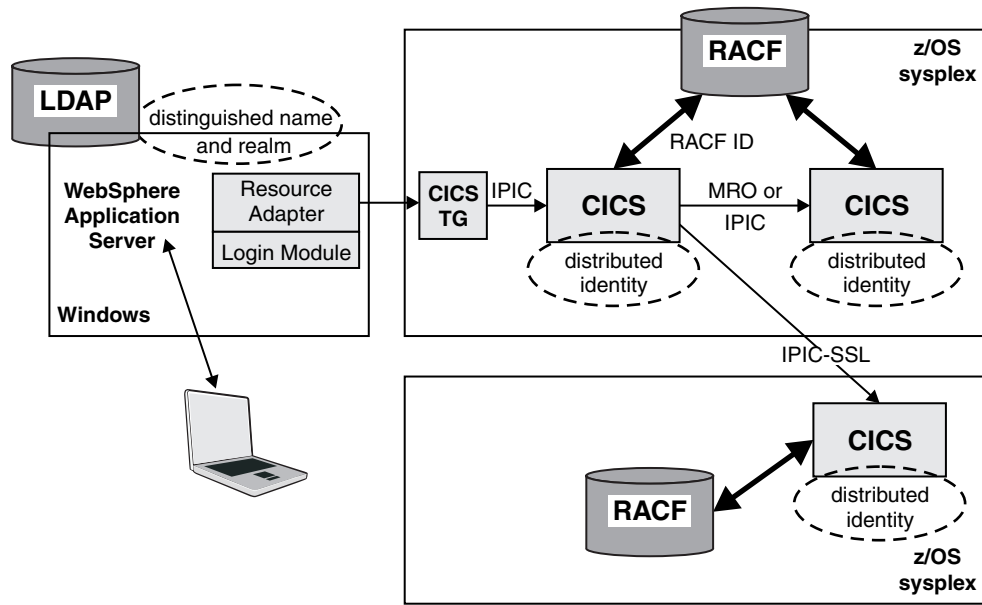 LDAP
distinguished name
and realm
WebSphere
Application
Server
Resource
Adapter
Login Module
Windows
RACF
z/OS
sysplex
RACF ID
CICS
TG
IPIC
CICS
MRO or
IPIC
CICS
distributed
identity
distributed
identity
IPIC-SSL
CICS
distributed
identity
RACF
z/OS
sysplex